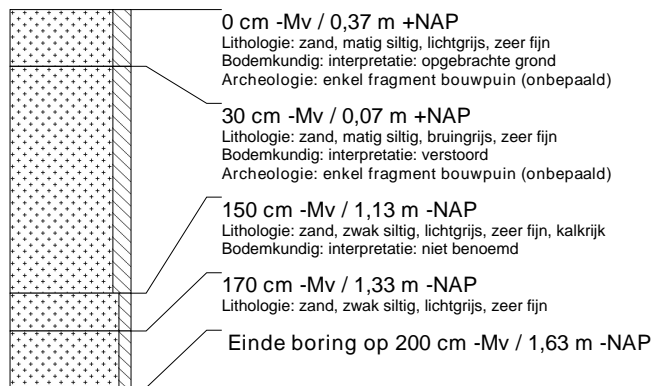 0 cm -Mv / 0,37 m +NAP
Lithologie: zand, matig siltig, lichtgrijs, zeer fijn
Bodemkundig: interpretatie: opgebrachte grond
Archeologie: enkel fragment bouwpuin (onbepaald)
30 cm -Mv / 0,07 m +NAP
Lithologie: zand, matig siltig, bruingrijs, zeer fijn
Bodemkundig: interpretatie: verstoord
Archeologie: enkel fragment bouwpuin (onbepaald)
150 cm -Mv / 1,13 m -NAP
Lithologie: zand, zwak siltig, lichtgrijs, zeer fijn, kalkrijk
Bodemkundig: interpretatie: niet benoemd
170 cm -Mv / 1,33 m -NAP
Lithologie: zand, zwak siltig, lichtgrijs, zeer fijn
Einde boring op 200 cm -Mv / 1,63 m -NAP